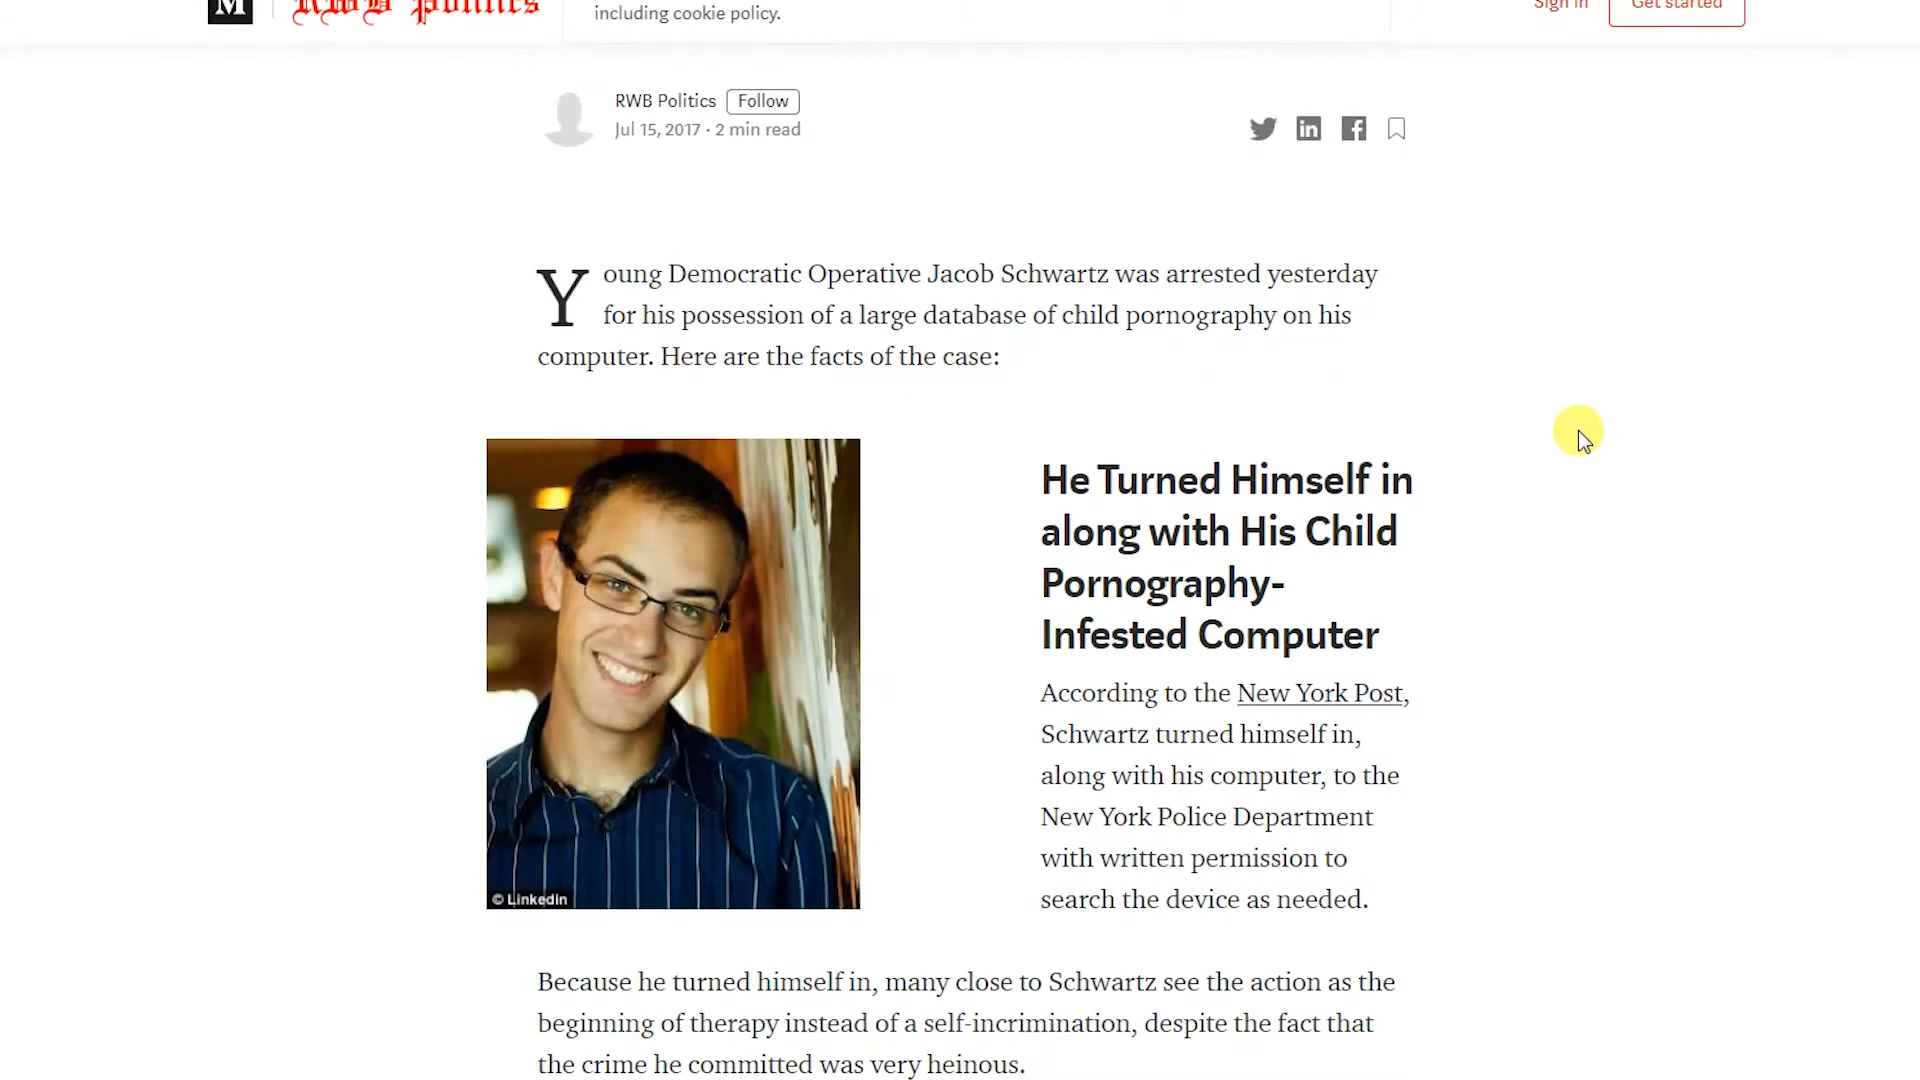 M RWB Politics
including cookie policy.
Sign in Get started
RWB Politics Follow
Jul 15, 2017 · 2 min read
Young Democratic Operative Jacob Schwartz was arrested yesterday
for his possession of a large database of child pornography on his
computer. Here are the facts of the case:
He Turned Himself in
along with His Child
Pornography-
Infested Computer
According to the New York Post,
Schwartz turned himself in,
along with his computer, to the
New York Police Department
with written permission to
search the device as needed.
© Linkedin
Because he turned himself in, many close to Schwartz see the action as the
beginning of therapy instead of a self-incrimination, despite the fact that
the crime he committed was very heinous.